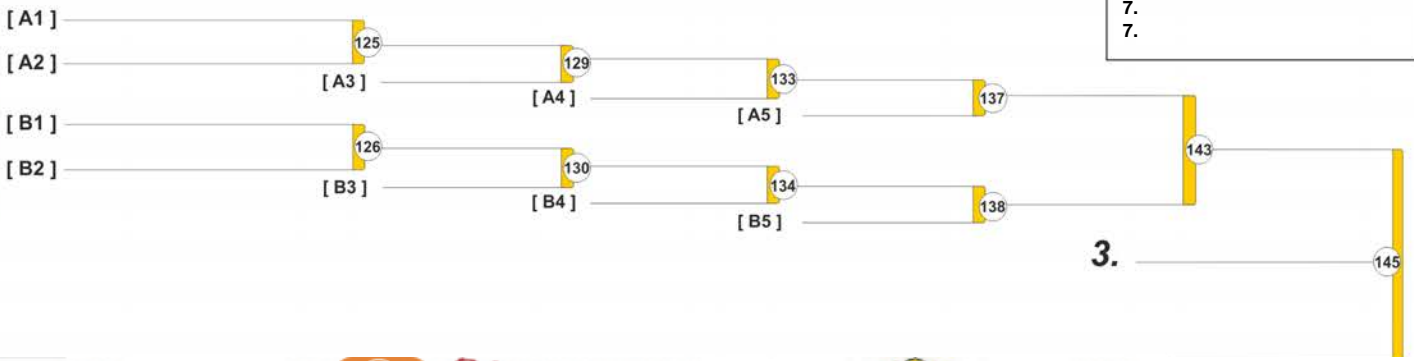 7.
7.
[ A1 ]
125
[ A2 ]
129
[ A3 ]
133
[ A4 ]
137
[ A5 ]
[ B1 ]
126
143
[ B2 ]
130
[ B3 ]
134
[ B4 ]
138
[ B5 ]
3.
145